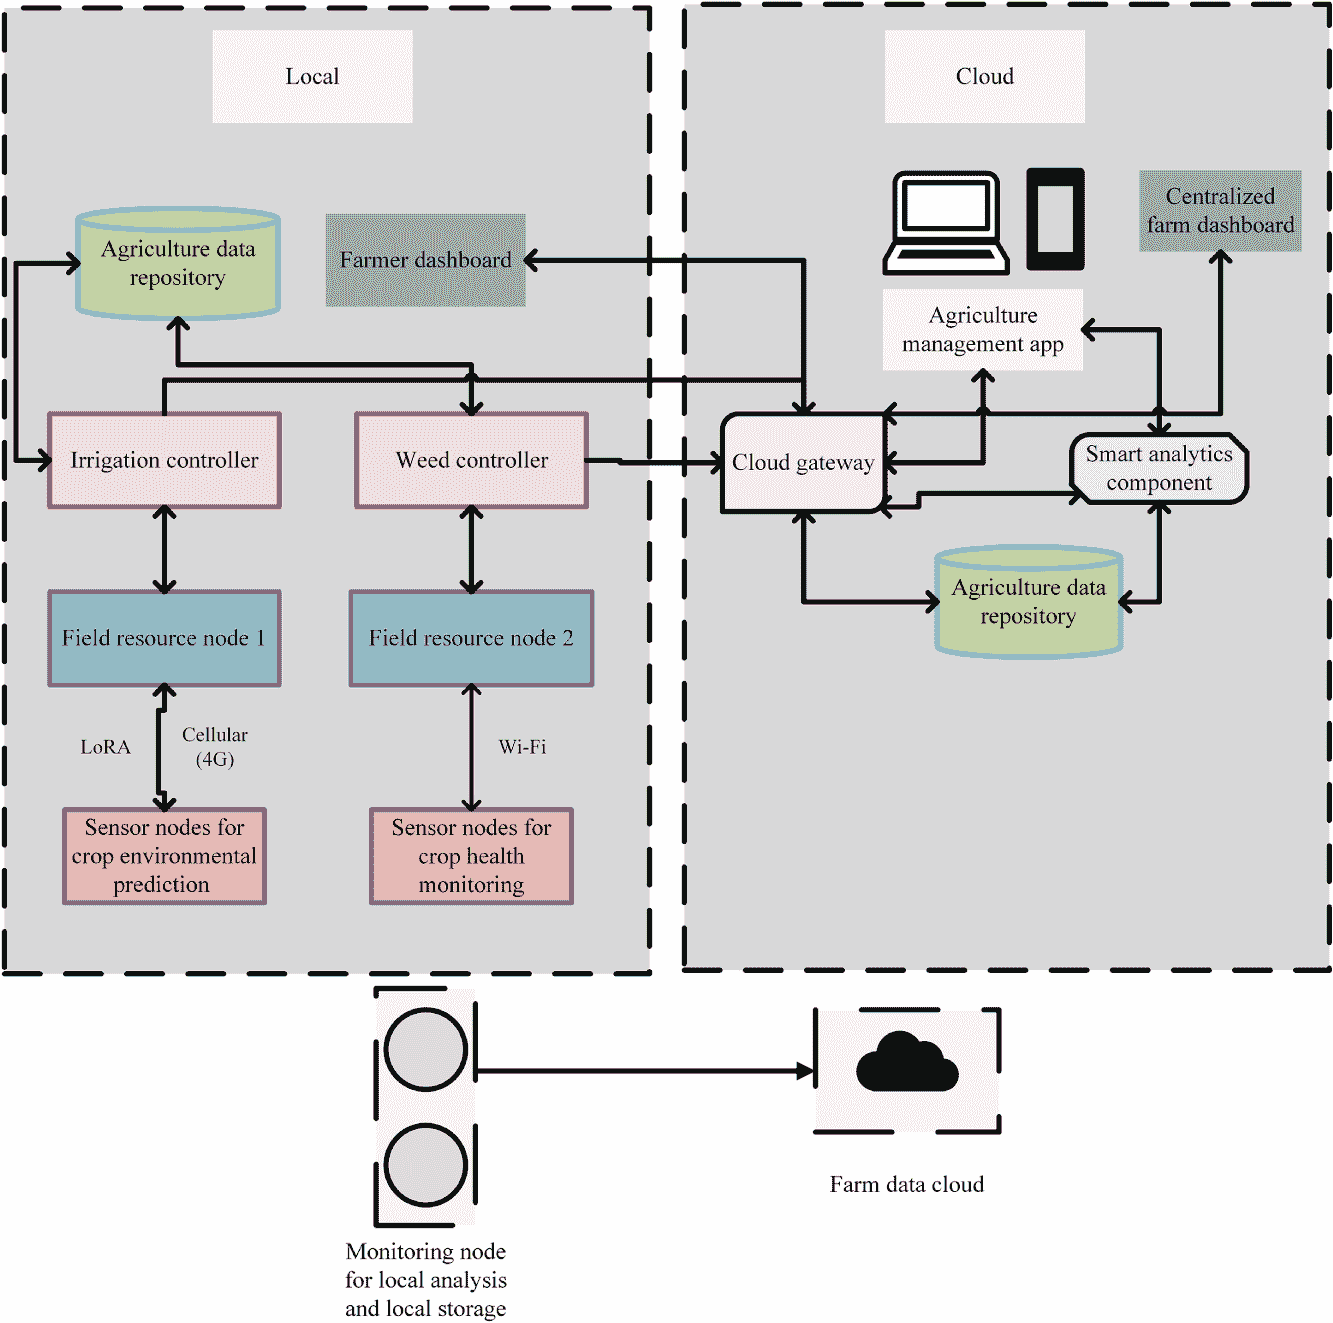 Local
Cloud
Agriculture data
repository
Farmer dashboard
Centralized
farm dashboard
Agriculture
management app
Irrigation controller
Weed controller
Cloud gateway
Smart analytics
component
Agriculture data
repository
Field resource node 1
Field resource node 2
LoRA
Cellular
(4G)
Wi-Fi
Sensor nodes for
crop environmental
prediction
Sensor nodes for
crop health
monitoring
Farm data cloud
Monitoring node
for local analysis
and local storage